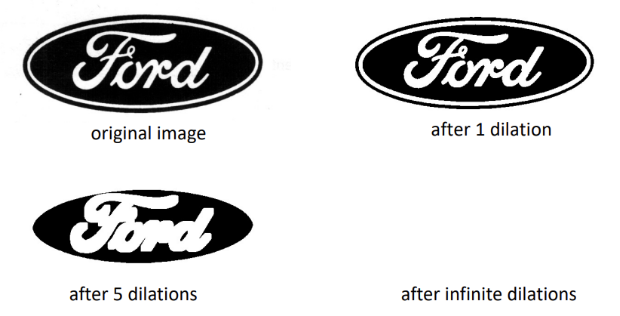 Ford
Ford
original image
after 1 dilation
Ford
after 5 dilations
after infinite dilations